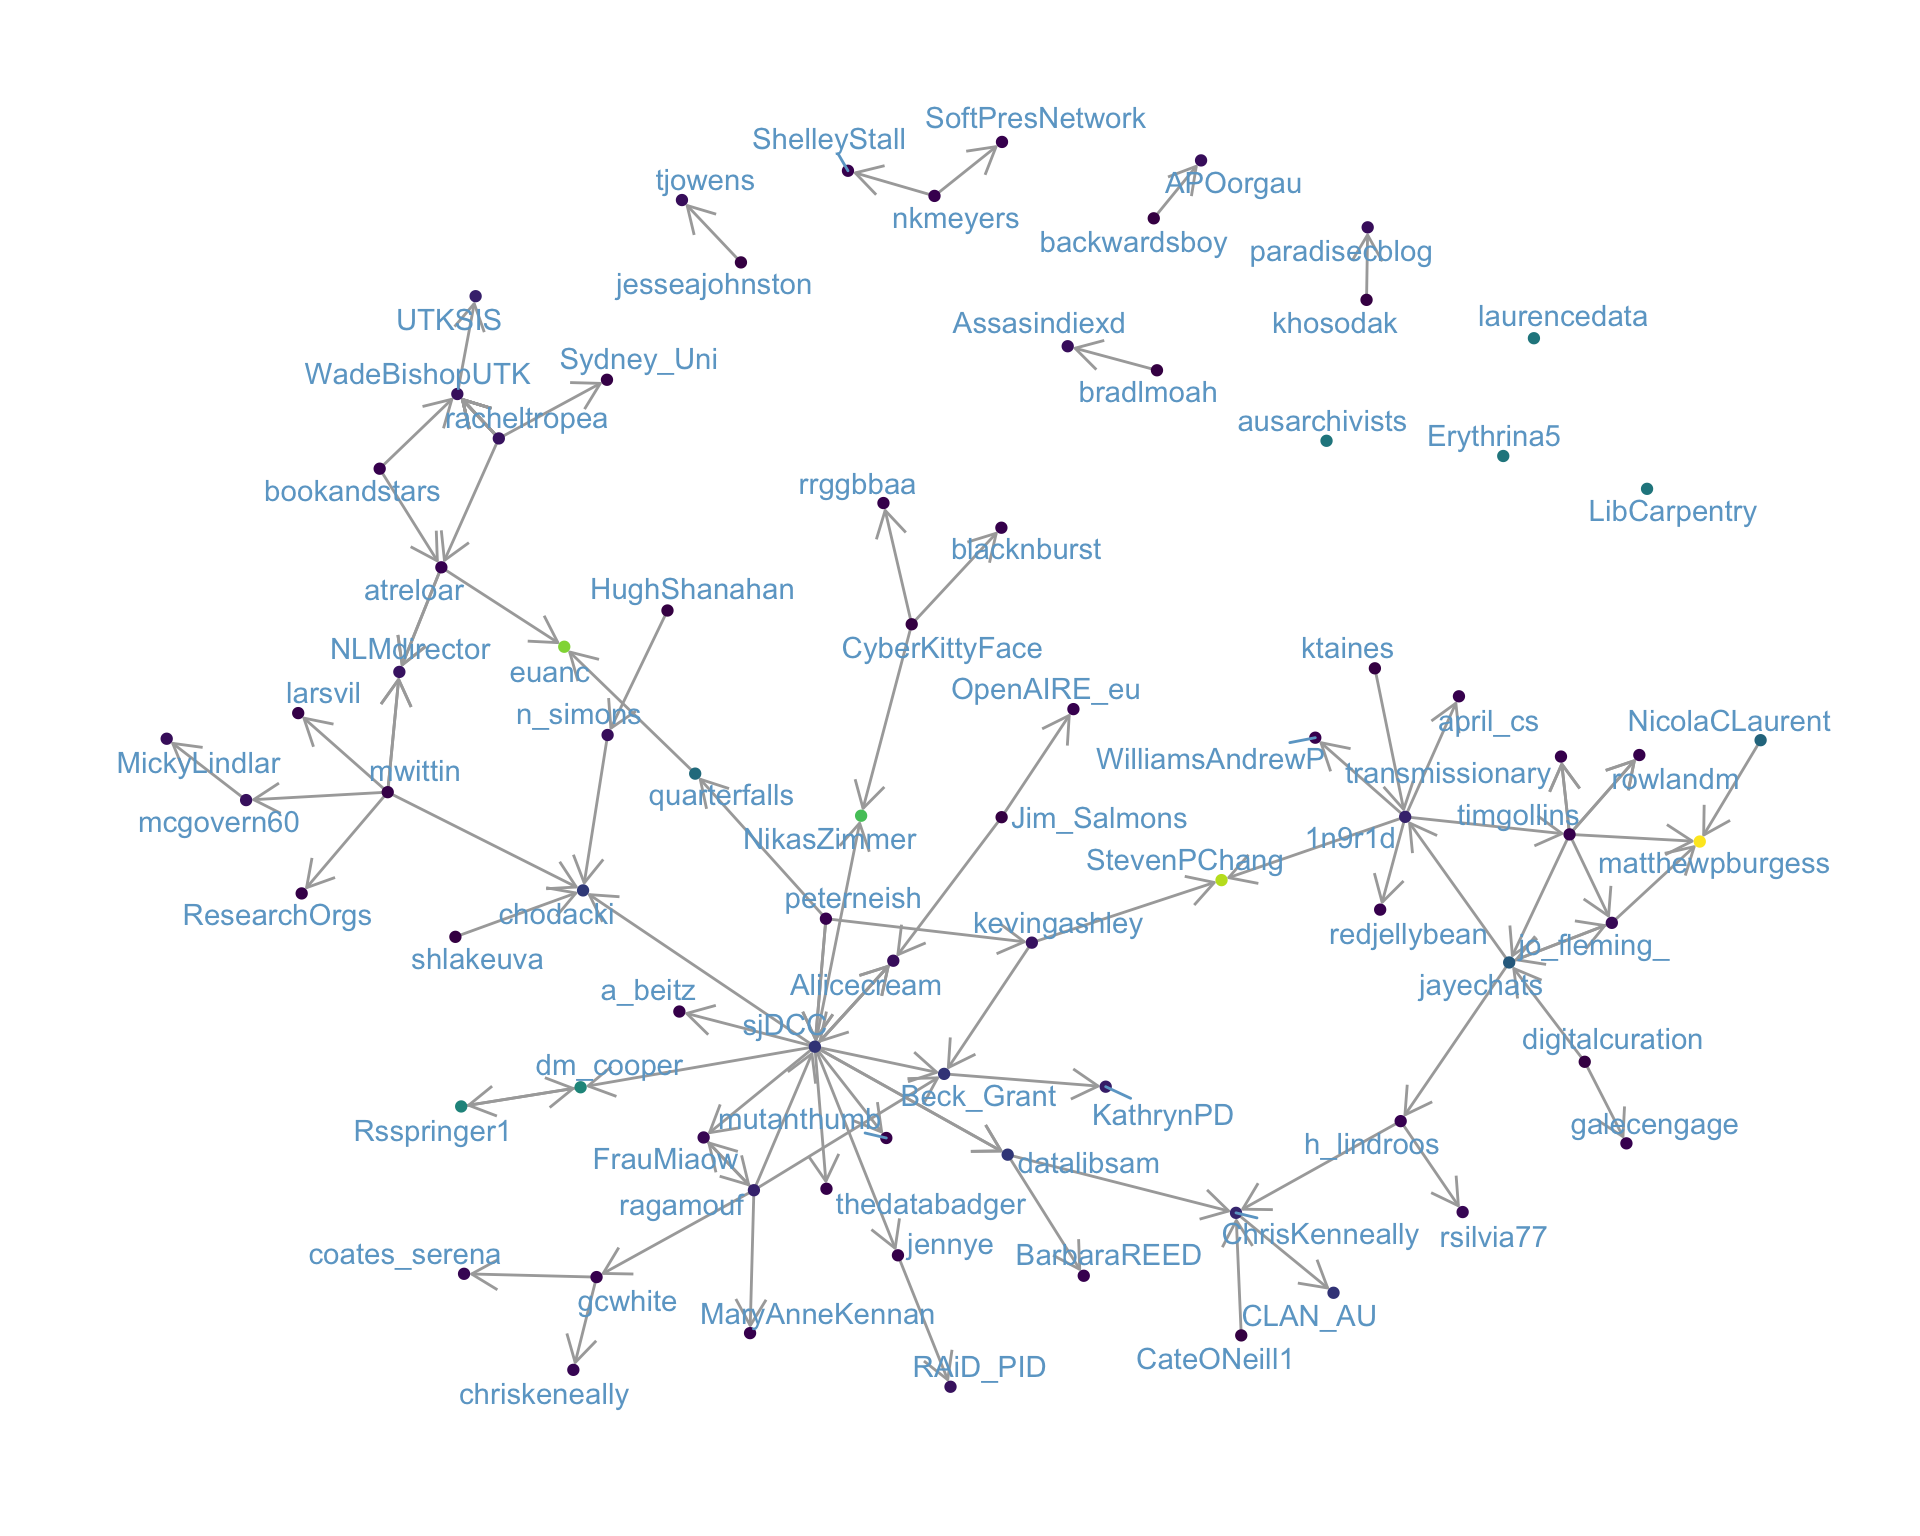 SoftPresNetwork
ShelleyStall
tjowens
APOorgau
nkmeyers
backwardsboy
paradisecblog
jesseajohnston
UTKSIS
Assasindiexd
khosodak
laurencedata
WadeBishopUTK
Sydney_Uni
bradlmoah
racheltropea
ausarchivists
Erythrina5
bookandstars
rrggbbaa
LibCarpentry
blacknburst
atreloar
HughShanahan
NLMdirector
CyberKittyFace
ktaines
euanc
larsvil
OpenAIRE_eu
n_simons
april_cs
NicolaCLaurent
MickyLindlar
mwittin
WilliamsAndrewP
transmissionary
rowlandm
quarterfalls
mcgovern60
Jim_Salmons
timgollins
NikasZimmer
1n9r1d
StevenPChang
matthewpburgess
peterneish
ResearchOrgs
chodacki
kevingashley
redjellybean
jo_fleming_
shlakeuva
a_beitz
Aliicecream
jayechats
sjDCC
digitalcuration
dm_cooper
Beck_Grant
mutanthumb
KathrynPD
Rsspringer1
galecengage
h_lindroos
FrauMiaow
datalibsam
ragamouf
thedatabadger
ChrisKenneally
rsilvia77
jennye
coates_serena
BarbaraREED
gcwhite
MaryAnneKennan
CLAN_AU
RAiD_PID
CateONeill1
chriskeneally